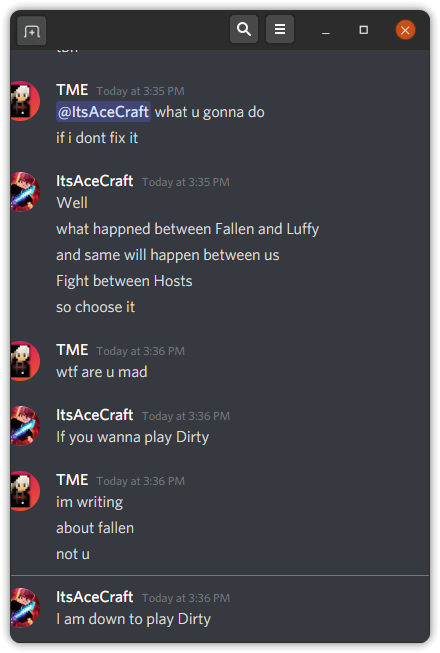 TME Today at 3:35 PM
@ItsAceCraft what u gonna do
if i dont fix it
ItsAceCraft Today at 3:35 PM
Well
what happned between Fallen and Luffy
and same will happen between us
Fight between Hosts
so choose it
TME Today at 3:36 PM
wtf are u mad
ItsAceCraft Today at 3:36 PM
If you wanna play Dirty
TME Today at 3:36 PM
im writing
about fallen
not u
ItsAceCraft Today at 3:36 PM
I am down to play Dirty